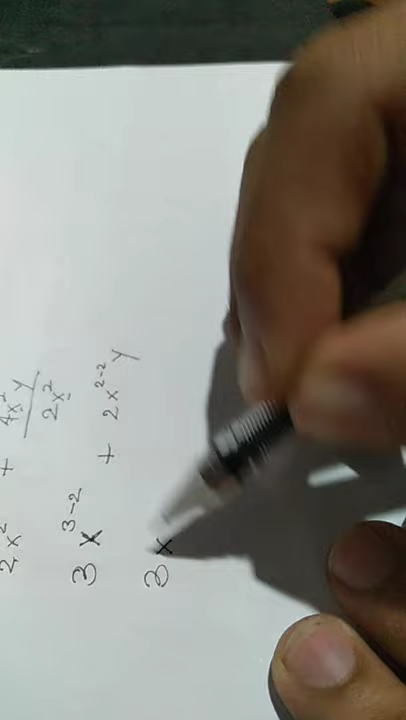 2x² + 4x²y / 2x²
3x³⁻² + 2x²⁻²y
3x